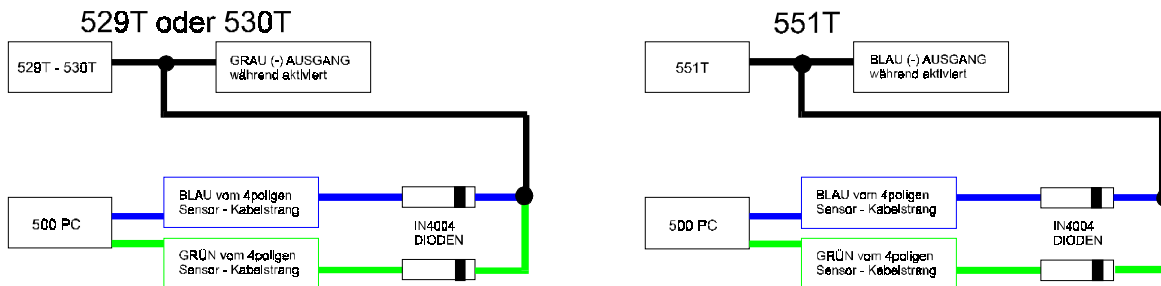 529T oder 530T
529T - 530T
GRAU (-) AUSGANG
während aktiviert
500 PC
BLAU vom 4poligen
Sensor - Kabelstrang
IN4004
DIODEN
GRÜN vom 4poligen
Sensor - Kabelstrang
551T
551T
BLAU (-) AUSGANG
während aktiviert
500 PC
BLAU vom 4poligen
Sensor - Kabelstrang
IN4004
DIODEN
GRÜN vom 4poligen
Sensor - Kabelstrang